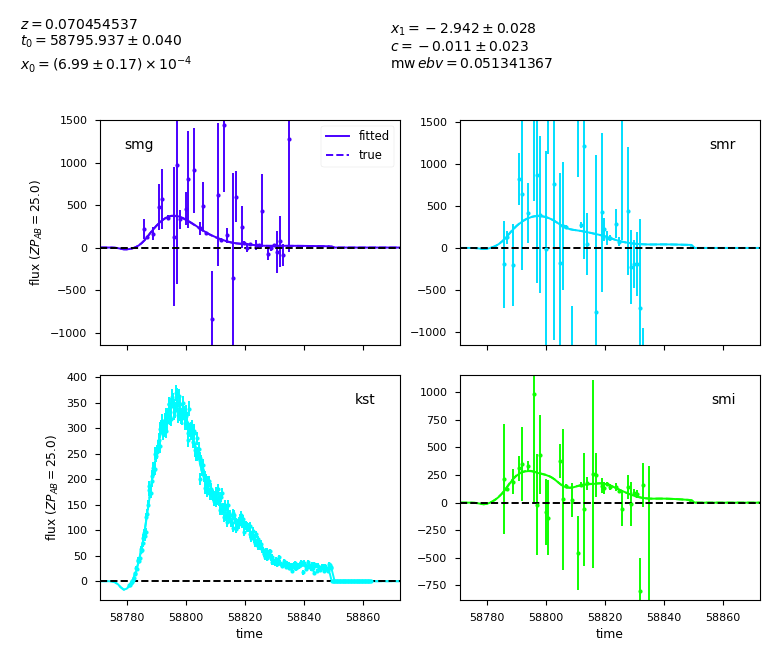 z = 0.070454537
t₀ = 58795.937 ± 0.040
x₀ = (6.99 ± 0.17) × 10⁻⁴
x₁ = −2.942 ± 0.028
c = −0.011 ± 0.023
mw ebv = 0.051341367
smg
fitted
true
1500
1000
500
0
−500
−1000
flux (ZP_AB = 25.0)
smr
1500
1000
500
0
−500
−1000
kst
400
350
300
250
200
150
100
50
0
flux (ZP_AB = 25.0)
58780 58800 58820 58840 58860
time
smi
1000
750
500
250
0
−250
−500
−750
58780 58800 58820 58840 58860
time